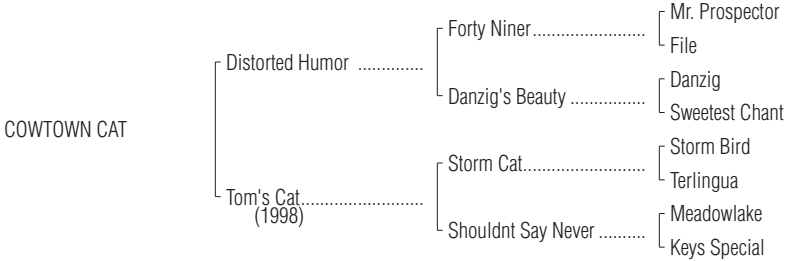 Mr. Prospector
Forty Niner........................
File
Distorted Humor ..............
Danzig
Danzig's Beauty ................
Sweetest Chant
COWTOWN CAT
Storm Bird
Storm Cat..........................
Terlingua
Tom's Cat..........................
(1998)
Meadowlake
Shouldnt Say Never ..........
Keys Special